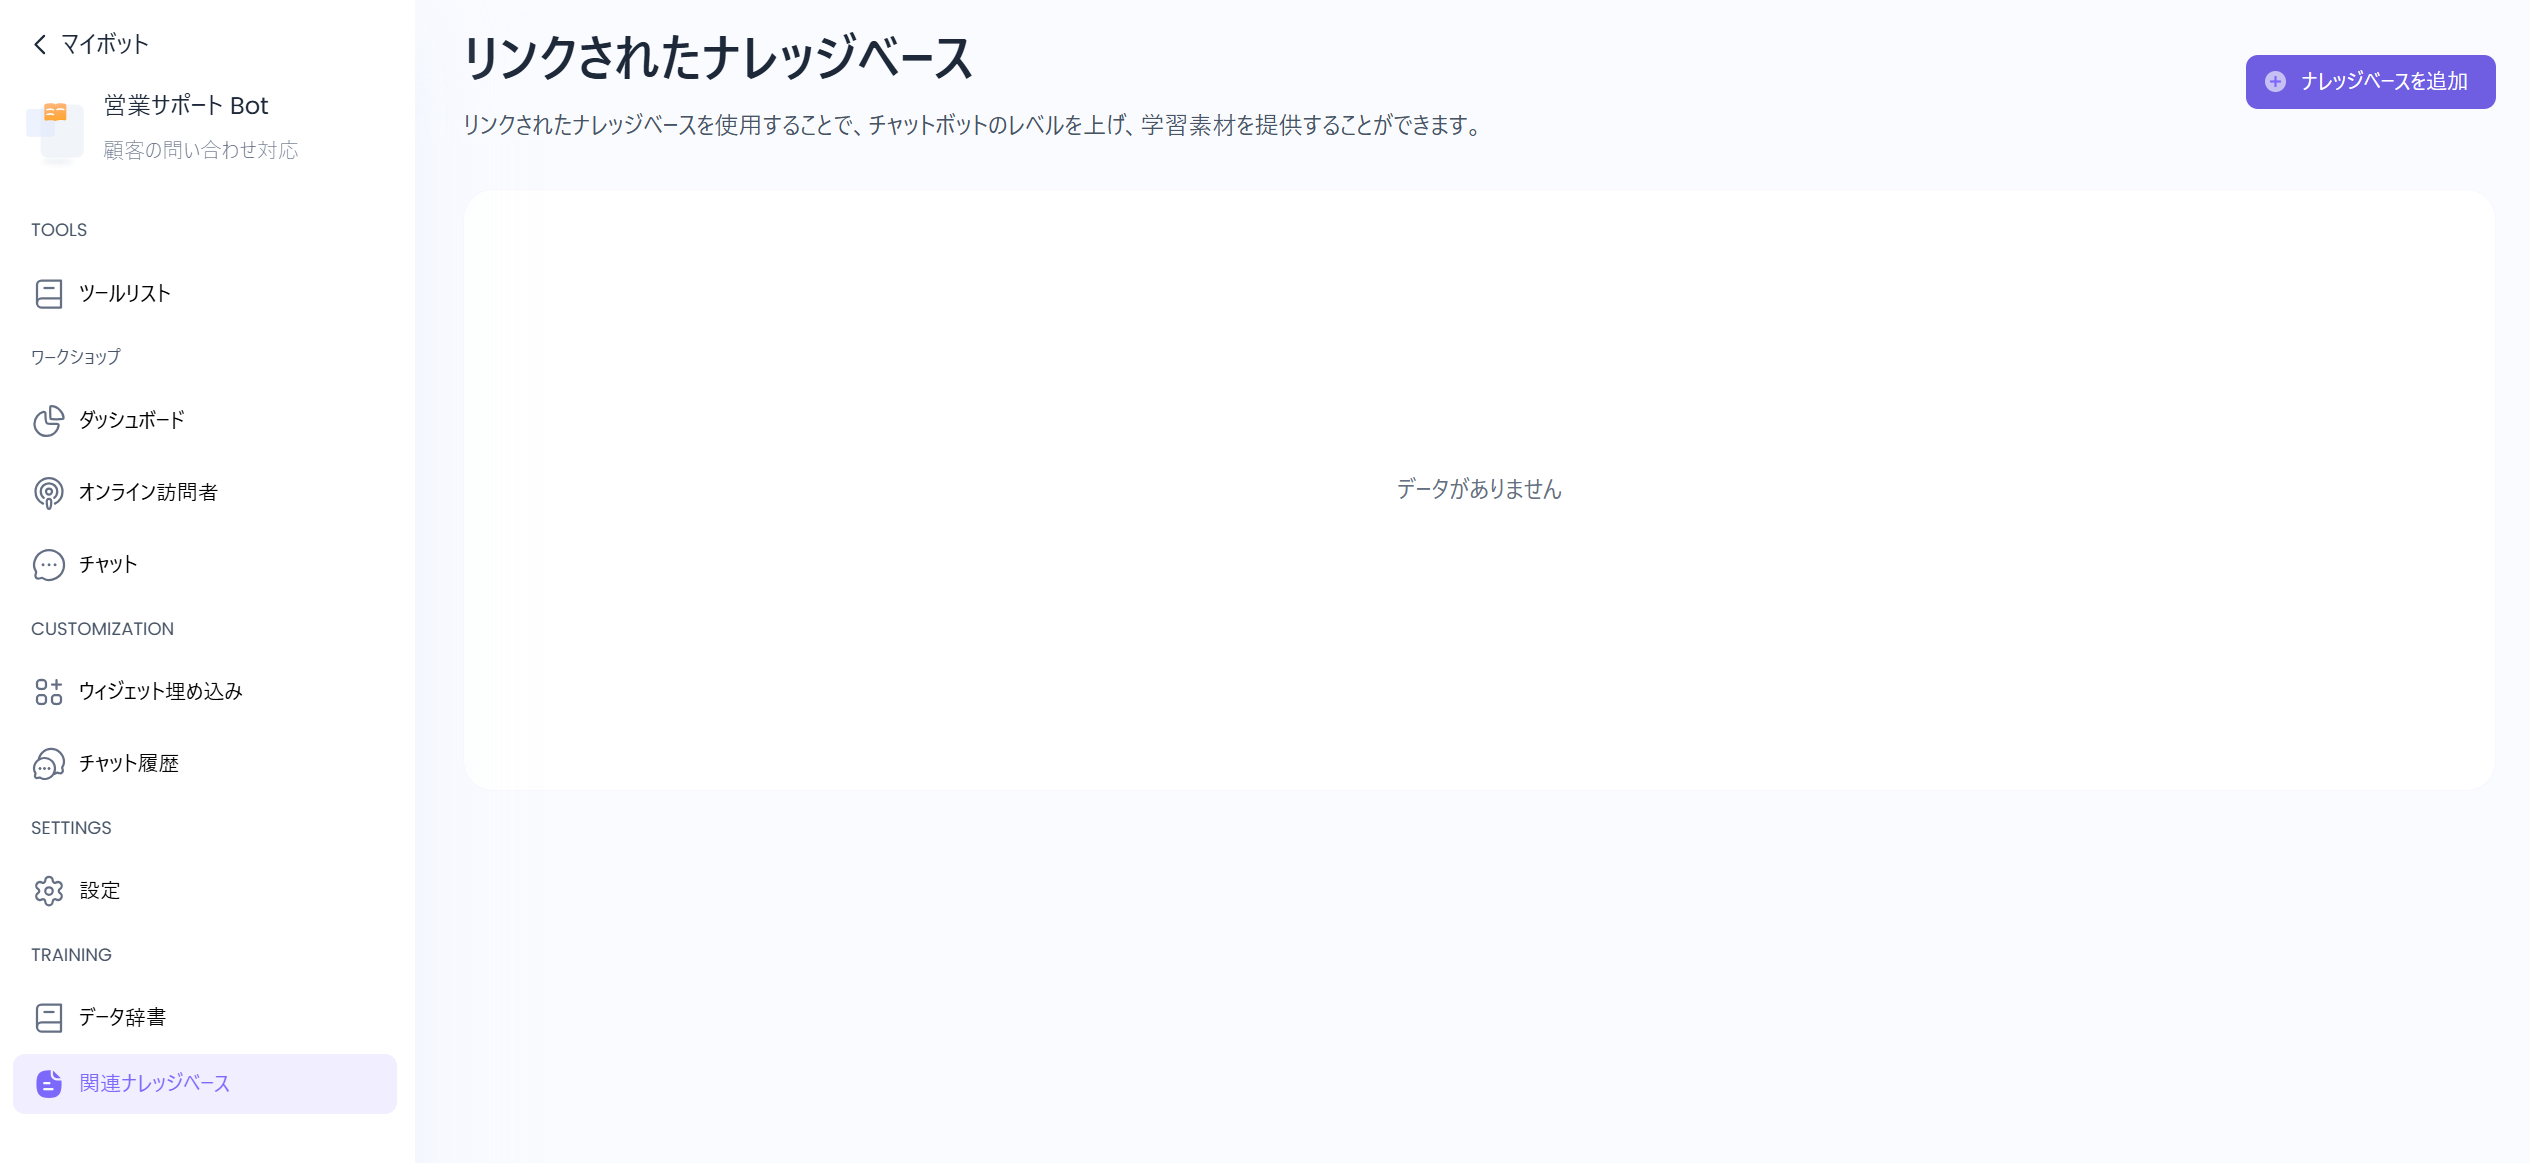 マイボット
営業サポート Bot
顧客の問い合わせ対応
TOOLS
ツールリスト
ワークショップ
ダッシュボード
オンライン訪問者
チャット
CUSTOMIZATION
ウィジェット埋め込み
チャット履歴
SETTINGS
設定
TRAINING
データ辞書
関連ナレッジベース
リンクされたナレッジベース
リンクされたナレッジベースを使用することで、チャットボットのレベルを上げ、学習素材を提供することができます。
ナレッジベースを追加
データがありません